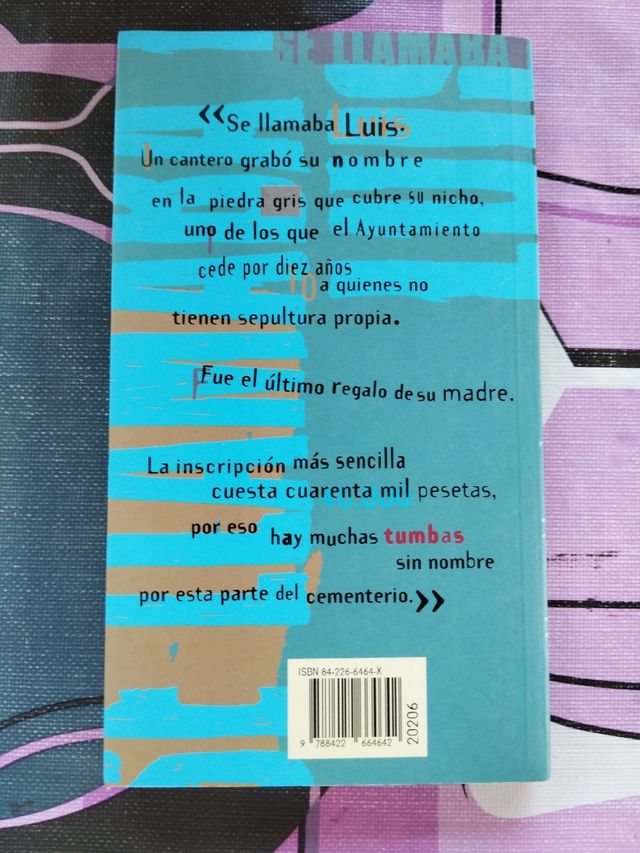 SE LLAMABA
«Se llamaba Luis.
Un cantero grabó su nombre
en la piedra gris que cubre su nicho,
uno de los que el Ayuntamiento
cede por diez años
a quienes no
tienen sepultura propia.
Fue el último regalo de su madre.
La inscripción más sencilla
cuesta cuarenta mil pesetas,
por eso hay muchas tumbas
sin nombre
por esta parte del cementerio.»
ISBN 84-226-6464-X
9 788422 664642
20206